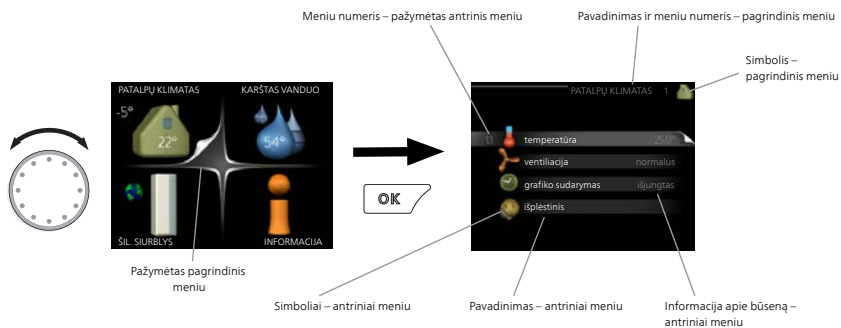 Meniu numeris – pažymėtas antrinis meniu
Pavadinimas ir meniu numeris – pagrindinis meniu
Simbolis –
pagrindinis meniu
PATALPŲ KLIMATAS
KARŠTAS VANDUO
-5°
22°
54°
ŠIL. SIURBLYS
INFORMACIJA
Pažymėtas pagrindinis
meniu
OK
PATALPŲ KLIMATAS 1
temperatūra
ventiliacija normalus
grafiko sudarymas išjungtas
išplėstinis
Simboliai – antriniai meniu
Pavadinimas – antriniai meniu
Informacija apie būseną –
antriniai meniu